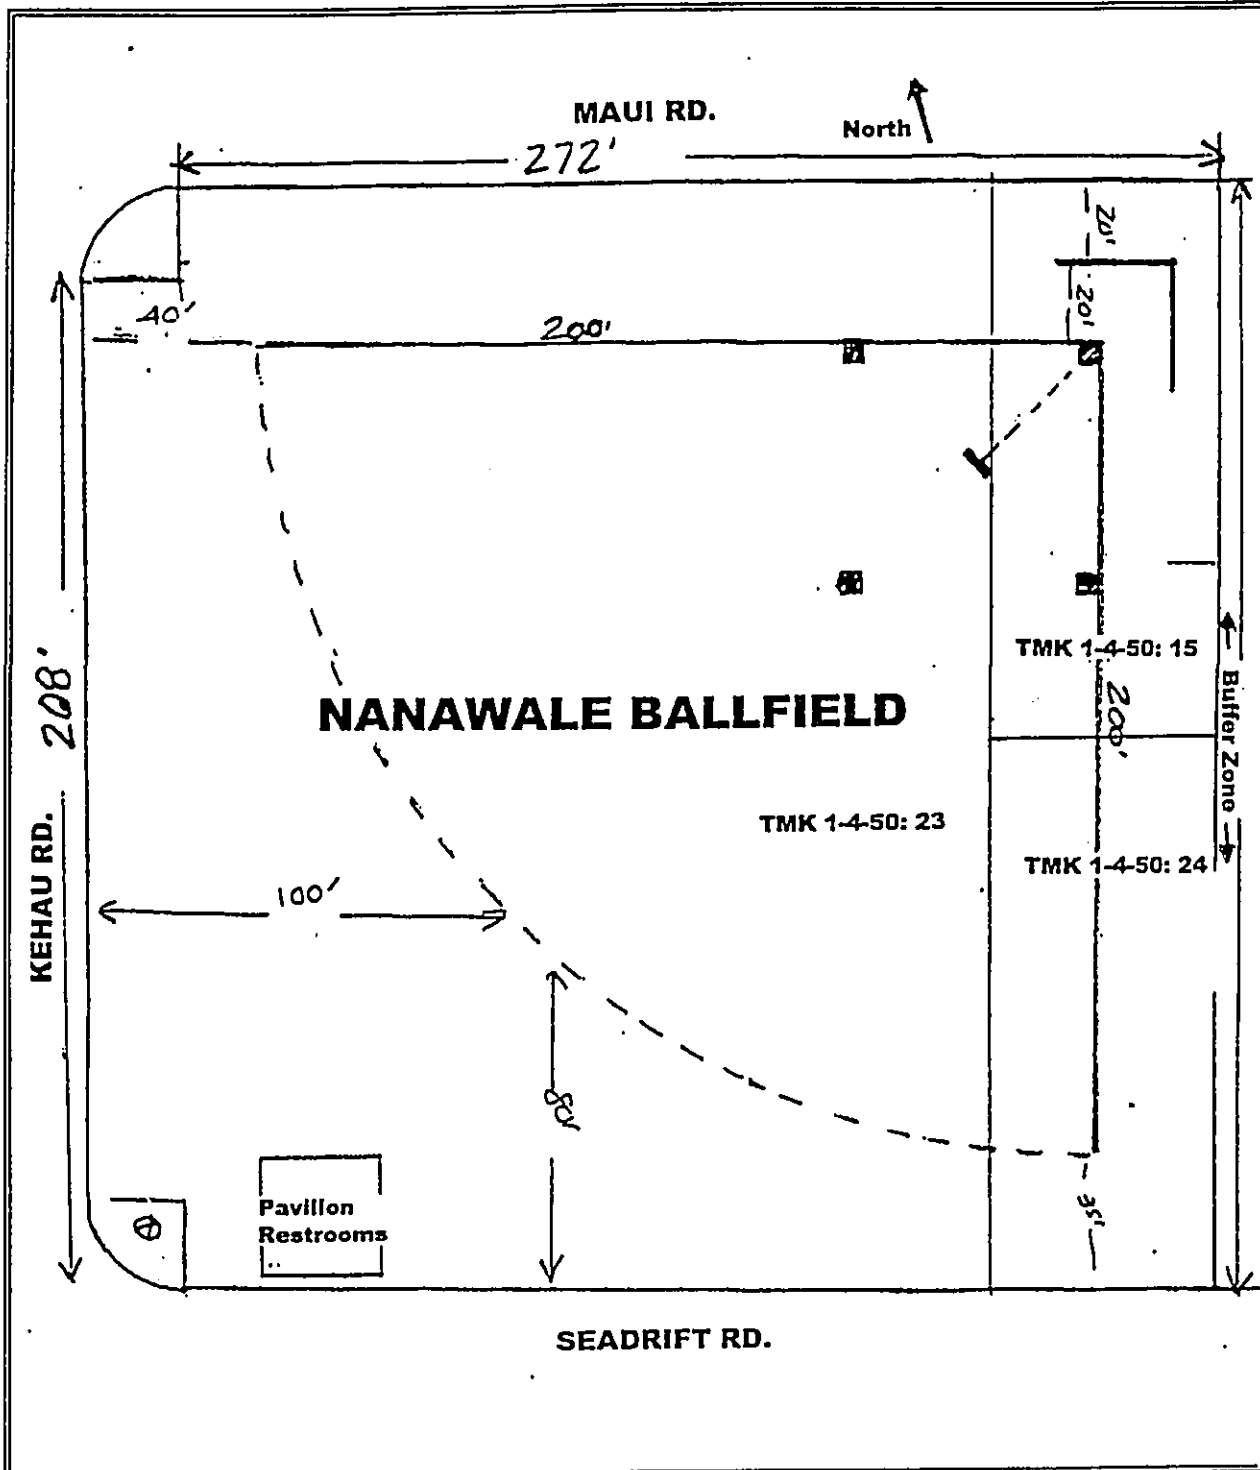 MAUI RD.
North
272'
20'
40'
200'
20'
TMK 1-4-50: 15
208'
NANAWALE BALLFIELD
200'
Buffer Zone
TMK 1-4-50: 23
TMK 1-4-50: 24
KEHAU RD.
100'
80'
Pavilion
Restrooms
35'
SEADRIFT RD.